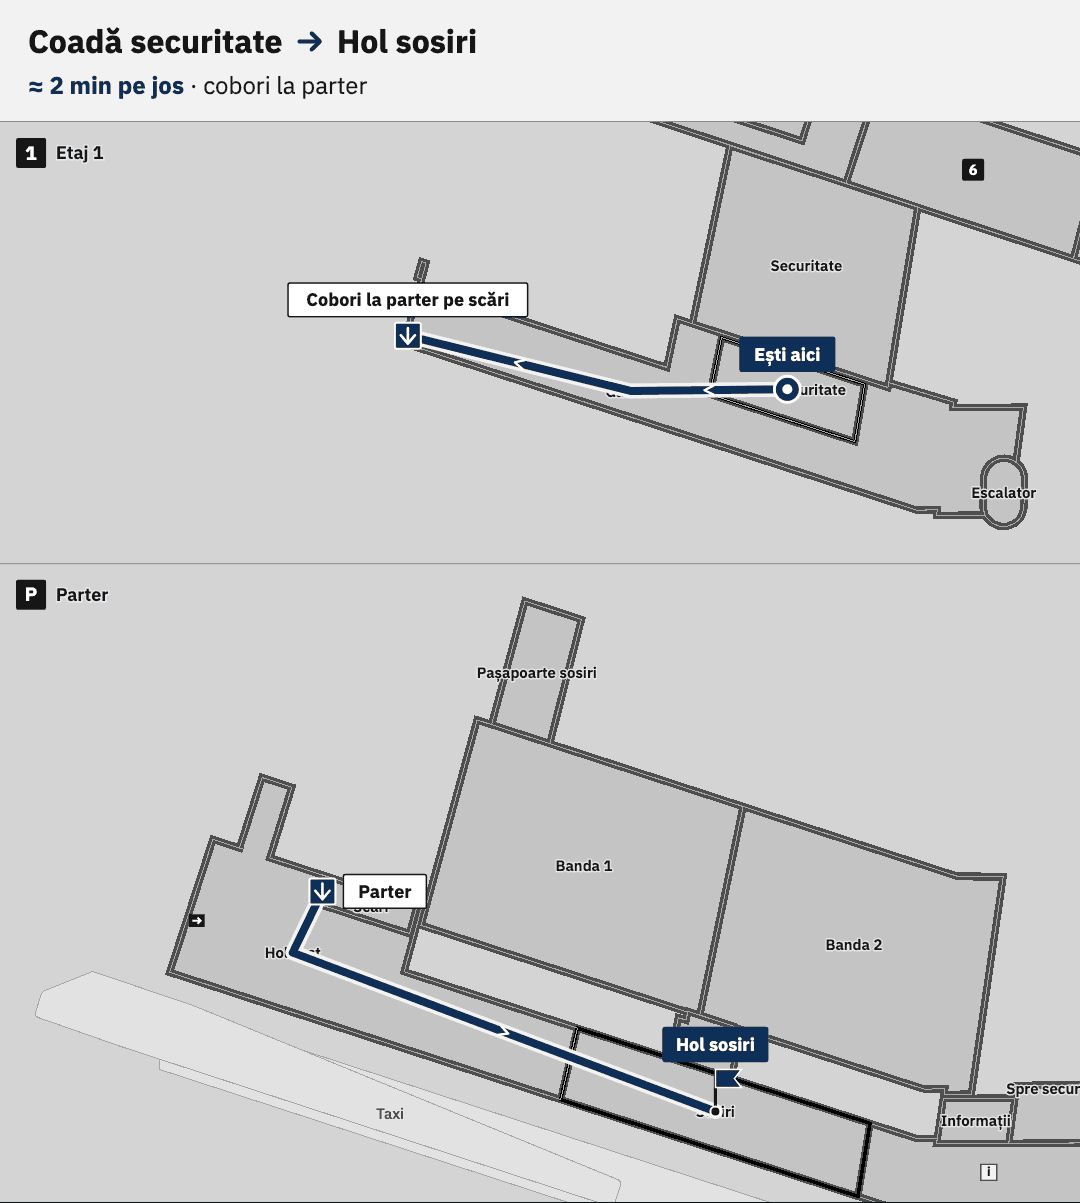 Coadă securitate → Hol sosiri
≈ 2 min pe jos · cobori la parter
1 Etaj 1
6
Securitate
Cobori la parter pe scări
Ești aici
Escalator
P Parter
Pașapoarte sosiri
Banda 1
Parter
Banda 2
Hol sosiri
Informații
Taxi
i